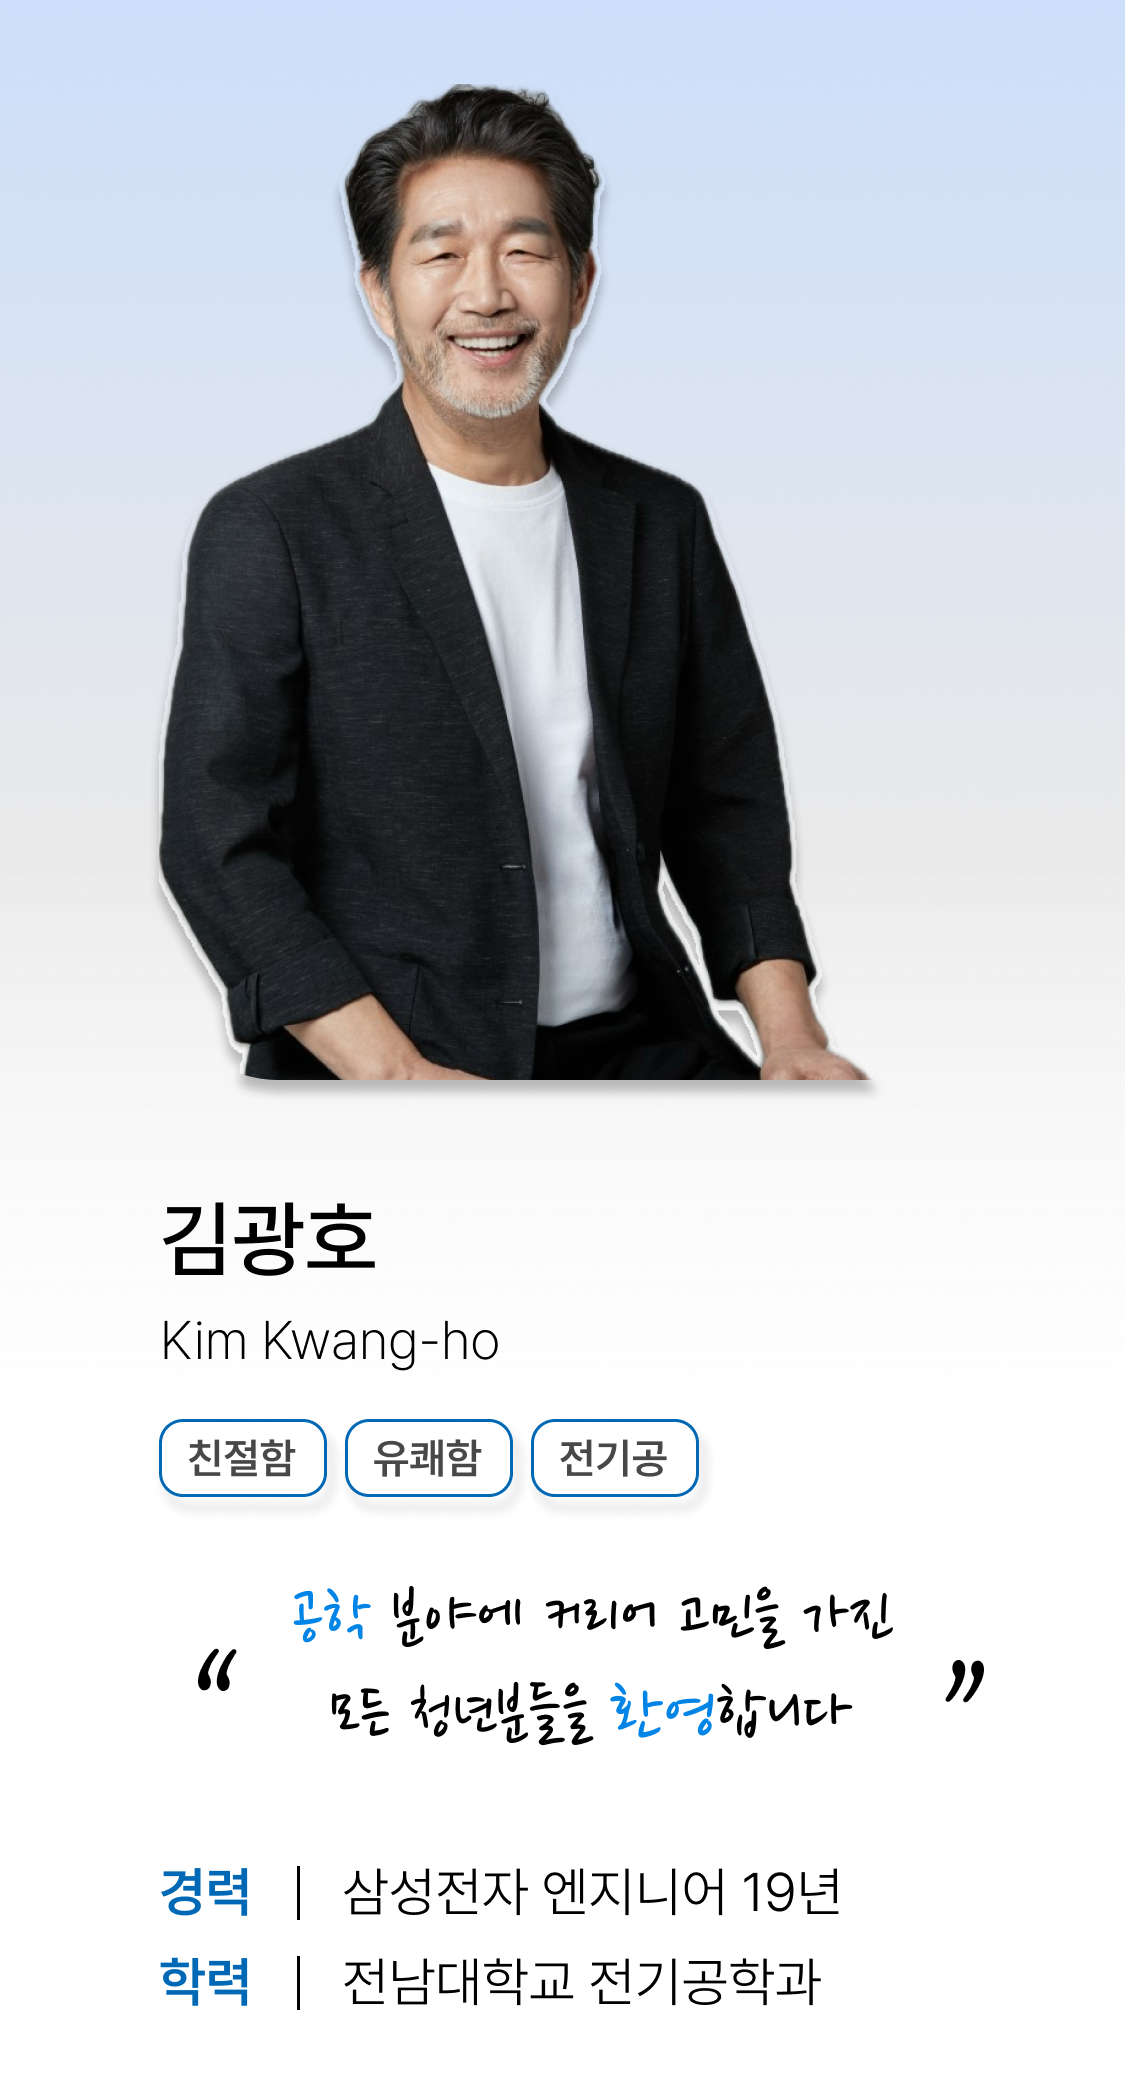 김광호
Kim Kwang-ho
친절함 유쾌함 전기공
“ 공학 분야에 커리어 고민을 가진
모든 청년분들을 환영합니다 ”
경력 | 삼성전자 엔지니어 19년
학력 | 전남대학교 전기공학과